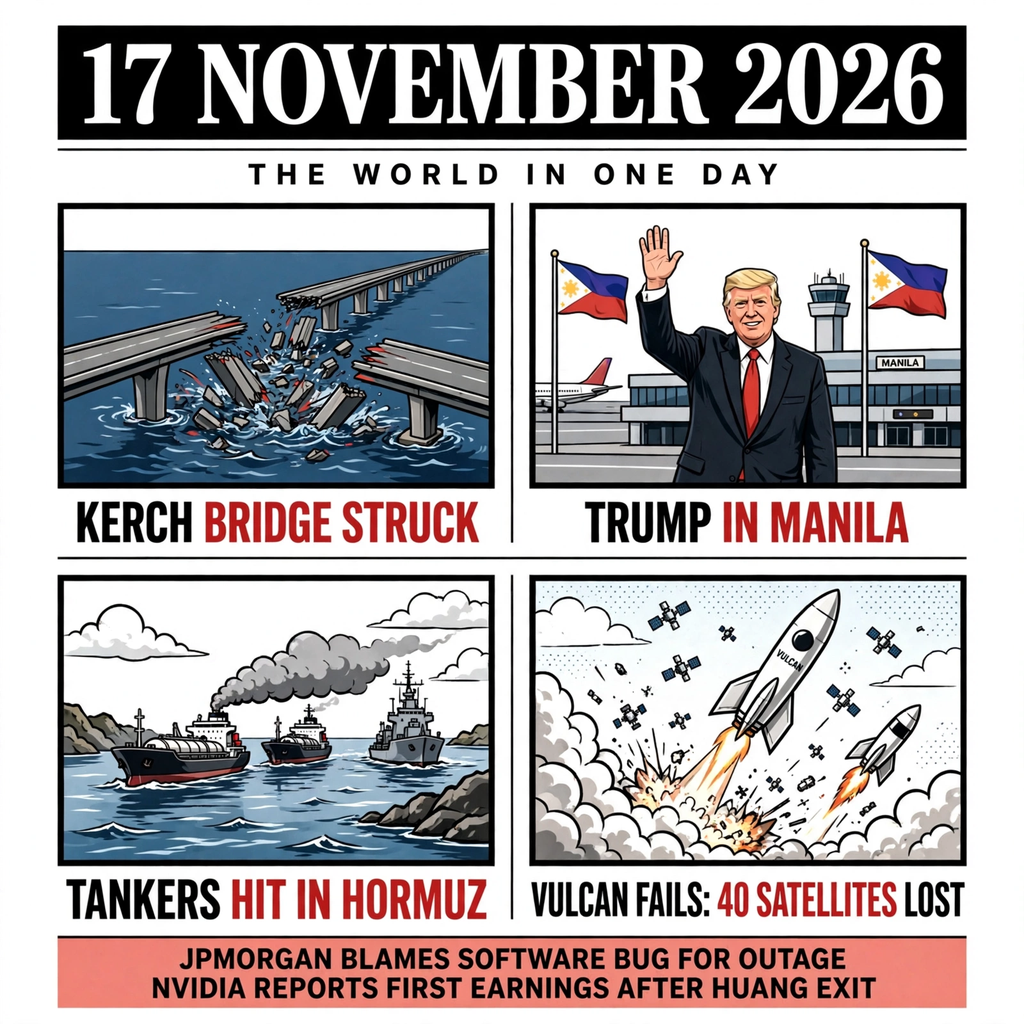 17 NOVEMBER 2026
THE WORLD IN ONE DAY
MANILA
KERCH BRIDGE STRUCK
TRUMP IN MANILA
VULCAN
TANKERS HIT IN HORMUZ
VULCAN FAILS: 40 SATELLITES LOST
JPMORGAN BLAMES SOFTWARE BUG FOR OUTAGE
NVIDIA REPORTS FIRST EARNINGS AFTER HUANG EXIT